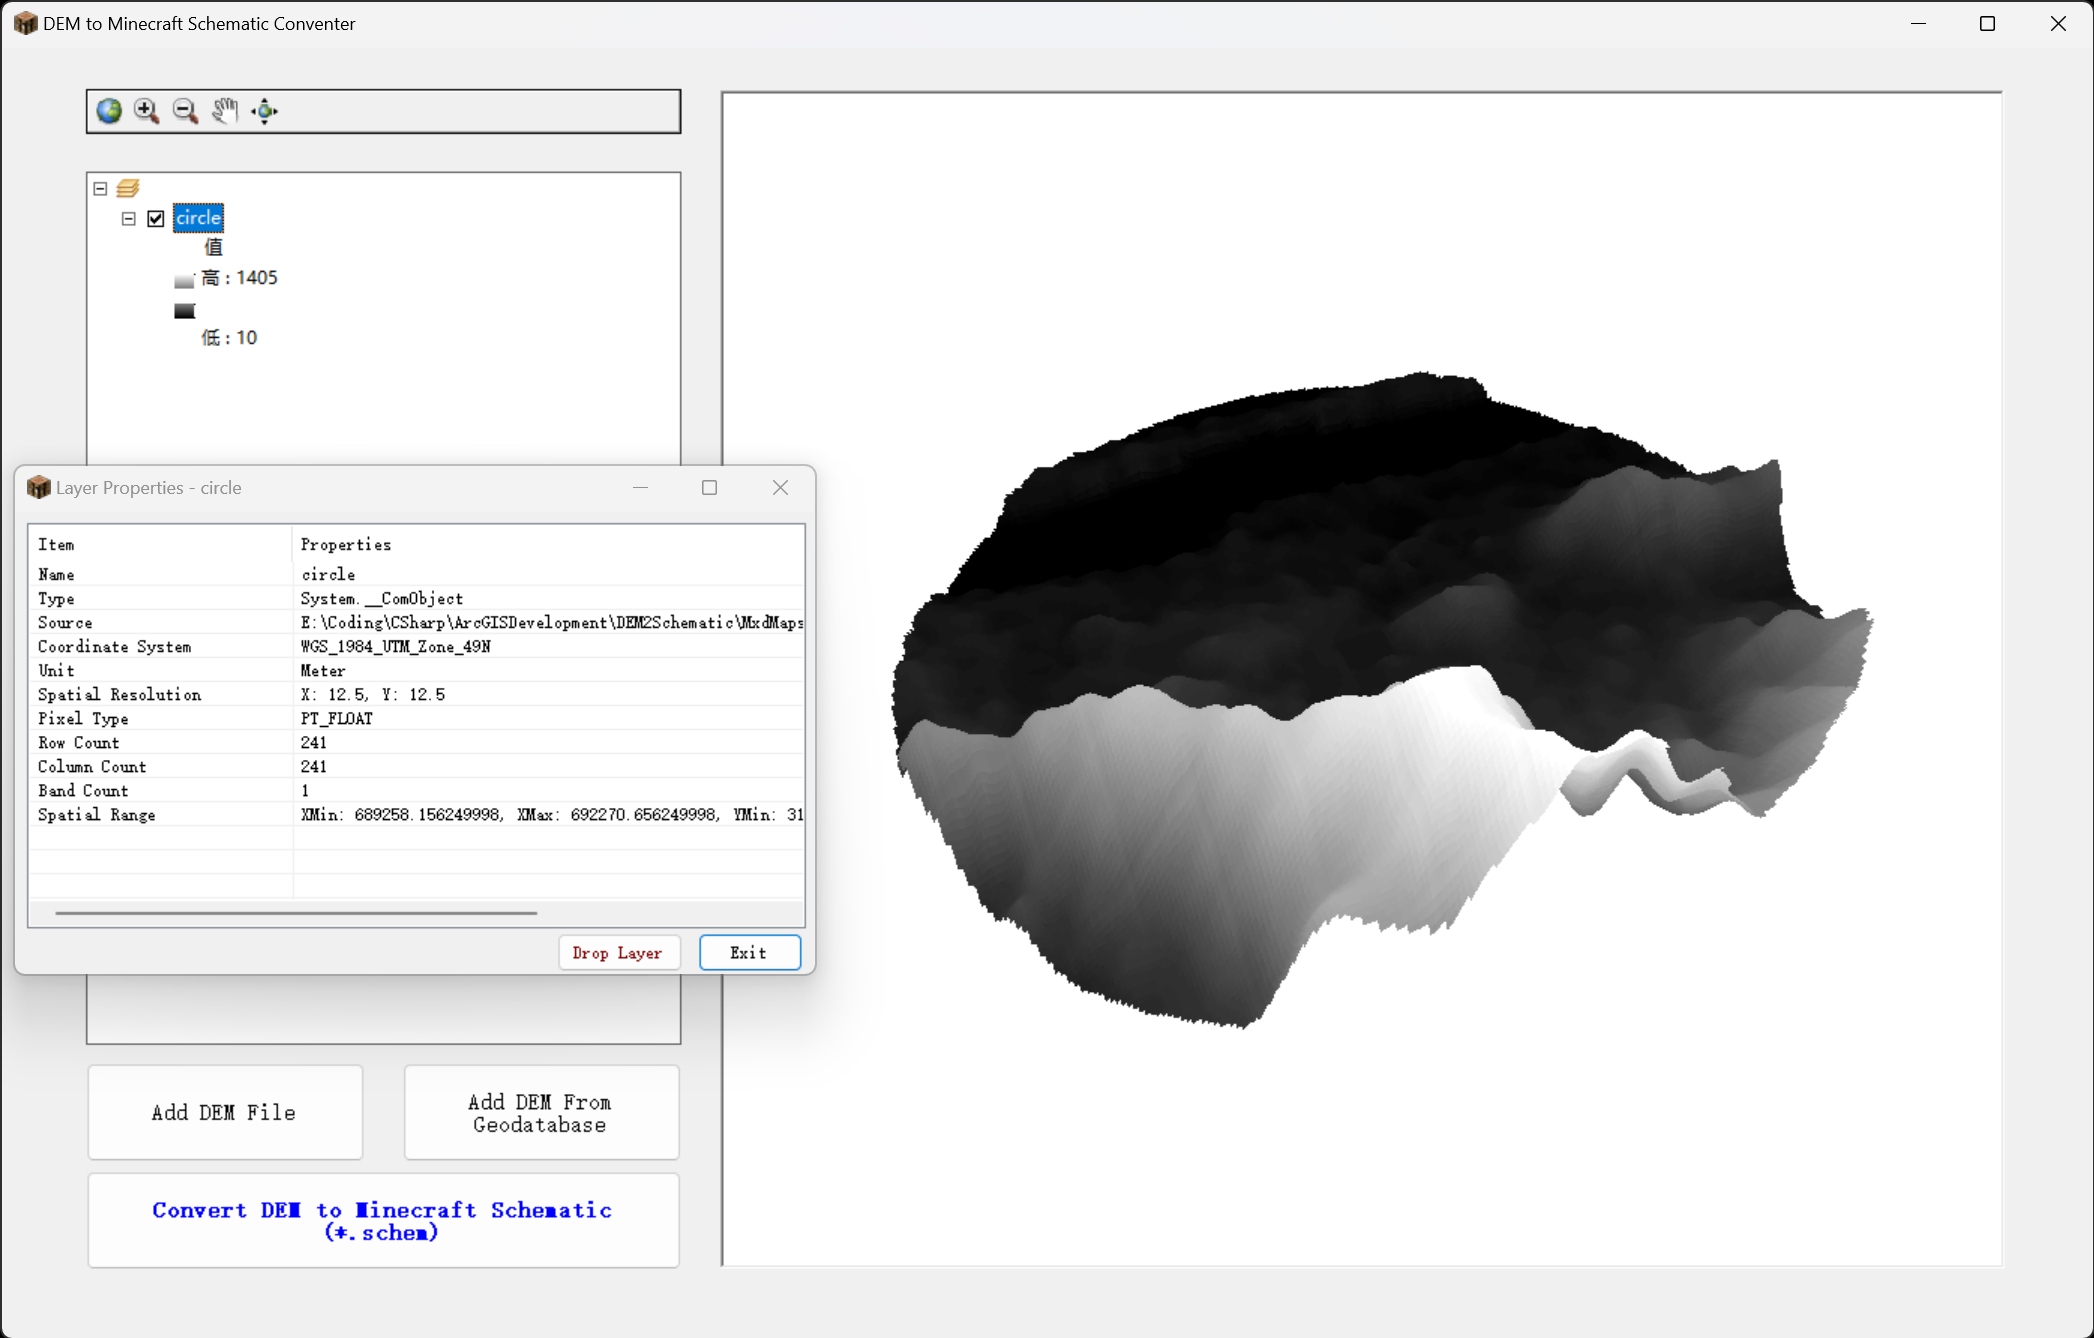 DEM to Minecraft Schematic Conventer
circle
值
高 : 1405
低 : 10
Layer Properties - circle
Item Properties
Name circle
Type System.__ComObject
Source E:\Coding\CSharp\ArcGISDevelopment\DEM2Schematic\MxdMaps
Coordinate System WGS_1984_UTM_Zone_49N
Unit Meter
Spatial Resolution X: 12.5, Y: 12.5
Pixel Type PT_FLOAT
Row Count 241
Column Count 241
Band Count 1
Spatial Range XMin: 689258.156249998, XMax: 692270.656249998, YMin: 31
Drop Layer Exit
Add DEM File
Add DEM From
Geodatabase
Convert DEM to Minecraft Schematic
(*.schem)